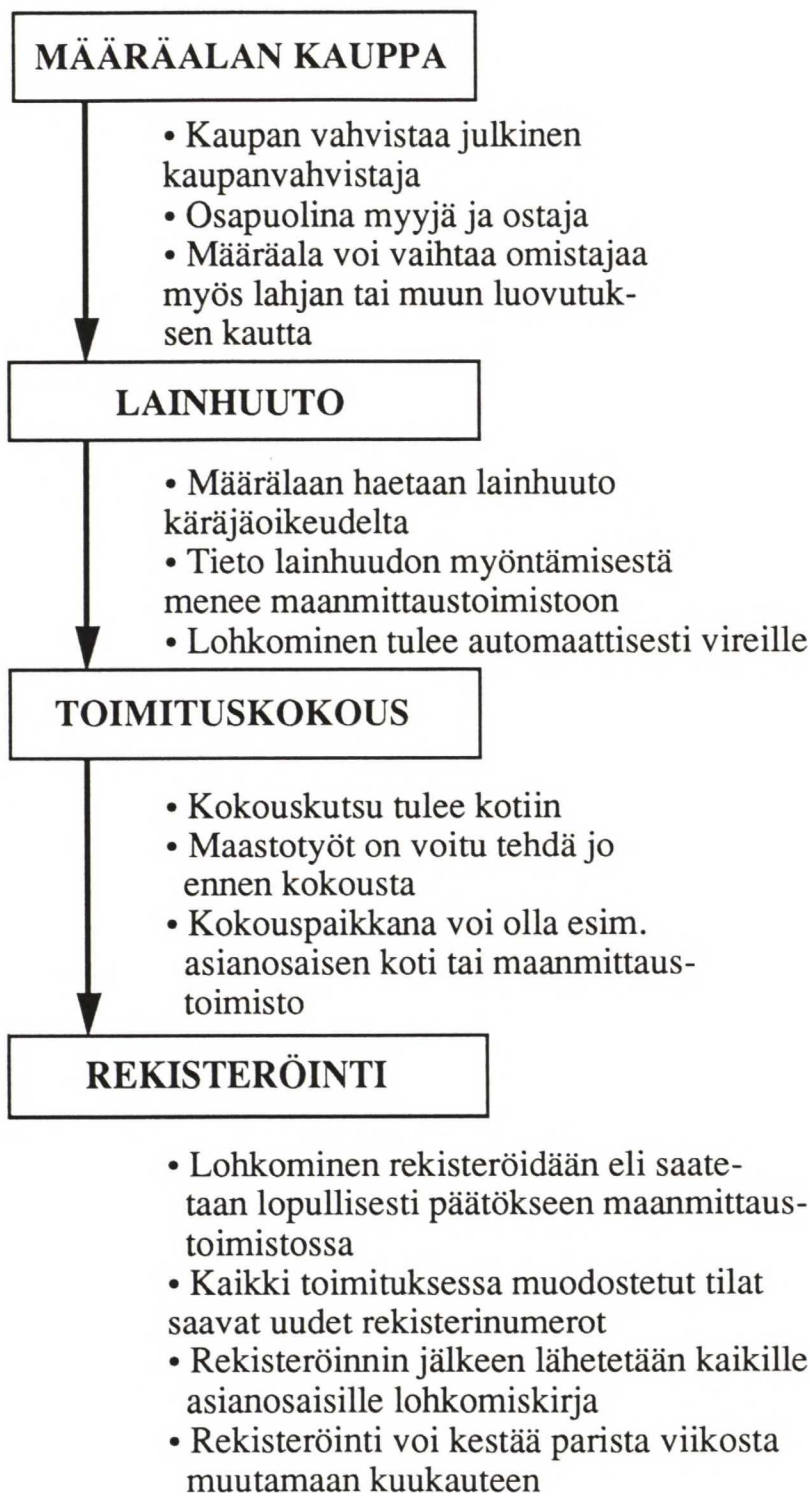 MÄÄRÄALAN KAUPPA
• Kaupan vahvistaa julkinen
kaupanvahvistaja
• Osapuolina myyjä ja ostaja
• Määräala voi vaihtaa omistajaa
myös lahjan tai muun luovutuk-
sen kautta
LAINHUUTO
• Määrälaan haetaan lainhuuto
käräjäoikeudelta
• Tieto lainhuudon myöntämisestä
menee maanmittaustoimistoon
• Lohkominen tulee automaattisesti vireille
TOIMITUSKOKOUS
• Kokouskutsu tulee kotiin
• Maastotyöt on voitu tehdä jo
ennen kokousta
• Kokouspaikkana voi olla esim.
asianosaisen koti tai maanmittaus-
toimisto
REKISTERÖINTI
• Lohkominen rekisteröidään eli saate-
taan lopullisesti päätökseen maanmittaus-
toimistossa
• Kaikki toimituksessa muodostetut tilat
saavat uudet rekisterinumerot
• Rekisteröinnin jälkeen lähetetään kaikille
asianosaisille lohkomiskirja
• Rekisteröinti voi kestää parista viikosta
muutamaan kuukauteen